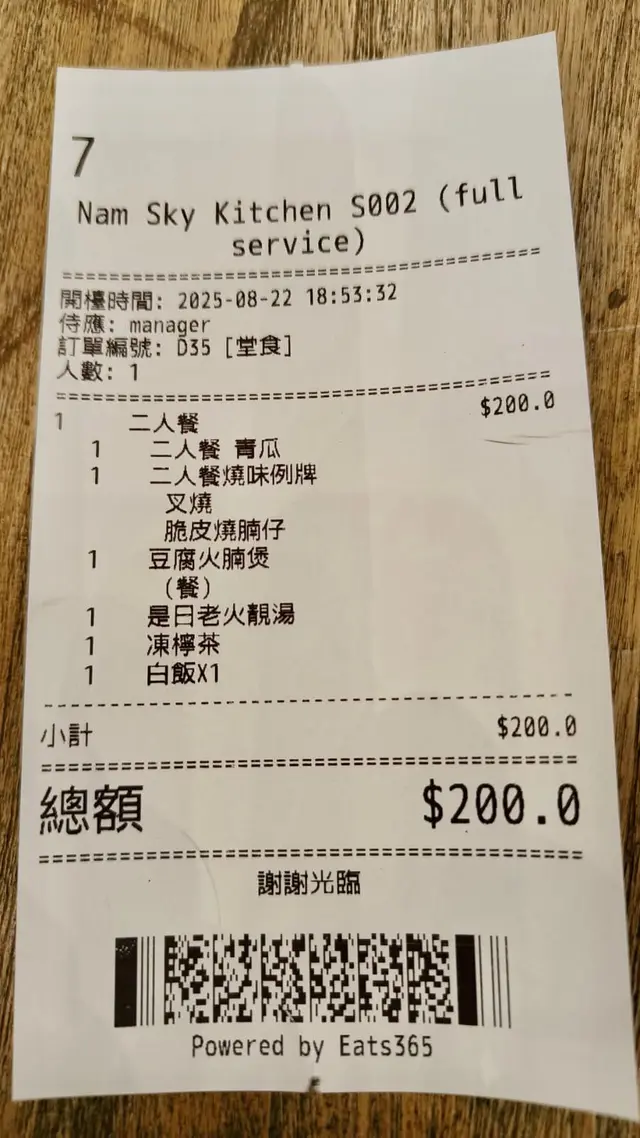 7
Nam Sky Kitchen S002 (full
service)
開檯時間: 2025-08-22 18:53:32
侍應: manager
訂單編號: D35 [堂食]
人數: 1
1 二人餐 $200.0
1 二人餐 青瓜
1 二人餐燒味例牌
叉燒
脆皮燒腩仔
1 豆腐火腩煲
(餐)
1 是日老火靚湯
1 凍檸茶
1 白飯X1
小計 $200.0
總額 $200.0
謝謝光臨
Powered by Eats365